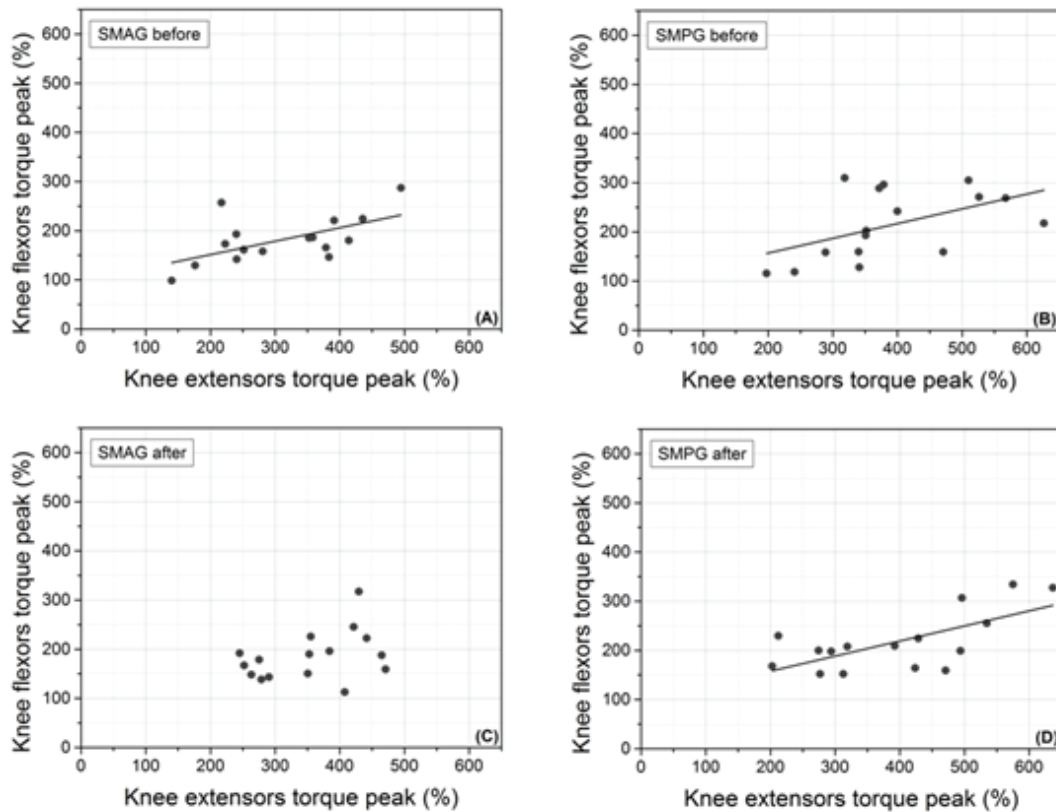 SMAG before
Knee flexors torque peak (%)
600
500
400
300
200
100
0
0 100 200 300 400 500 600
(A)
Knee extensors torque peak (%)
SMPG before
Knee flexors torque peak (%)
600
500
400
300
200
100
0
0 100 200 300 400 500 600
(B)
Knee extensors torque peak (%)
SMAG after
Knee flexors torque peak (%)
600
500
400
300
200
100
0
0 100 200 300 400 500 600
(C)
Knee extensors torque peak (%)
SMPG after
Knee flexors torque peak (%)
600
500
400
300
200
100
0
0 100 200 300 400 500 600
(D)
Knee extensors torque peak (%)